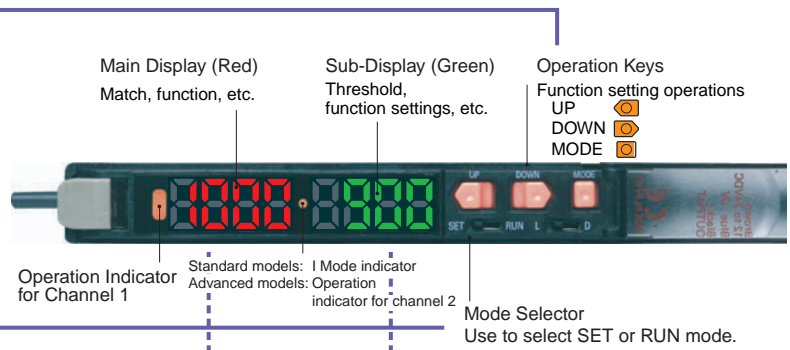 Main Display (Red)
Match, function, etc.
Sub-Display (Green)
Threshold,
function settings, etc.
Operation Keys
Function setting operations
UP
DOWN
MODE
UP DOWN MODE
1000 500
SET RUN L D
Operation Indicator
for Channel 1
Standard models: I Mode indicator
Advanced models: Operation
indicator for channel 2
Mode Selector
Use to select SET or RUN mode.